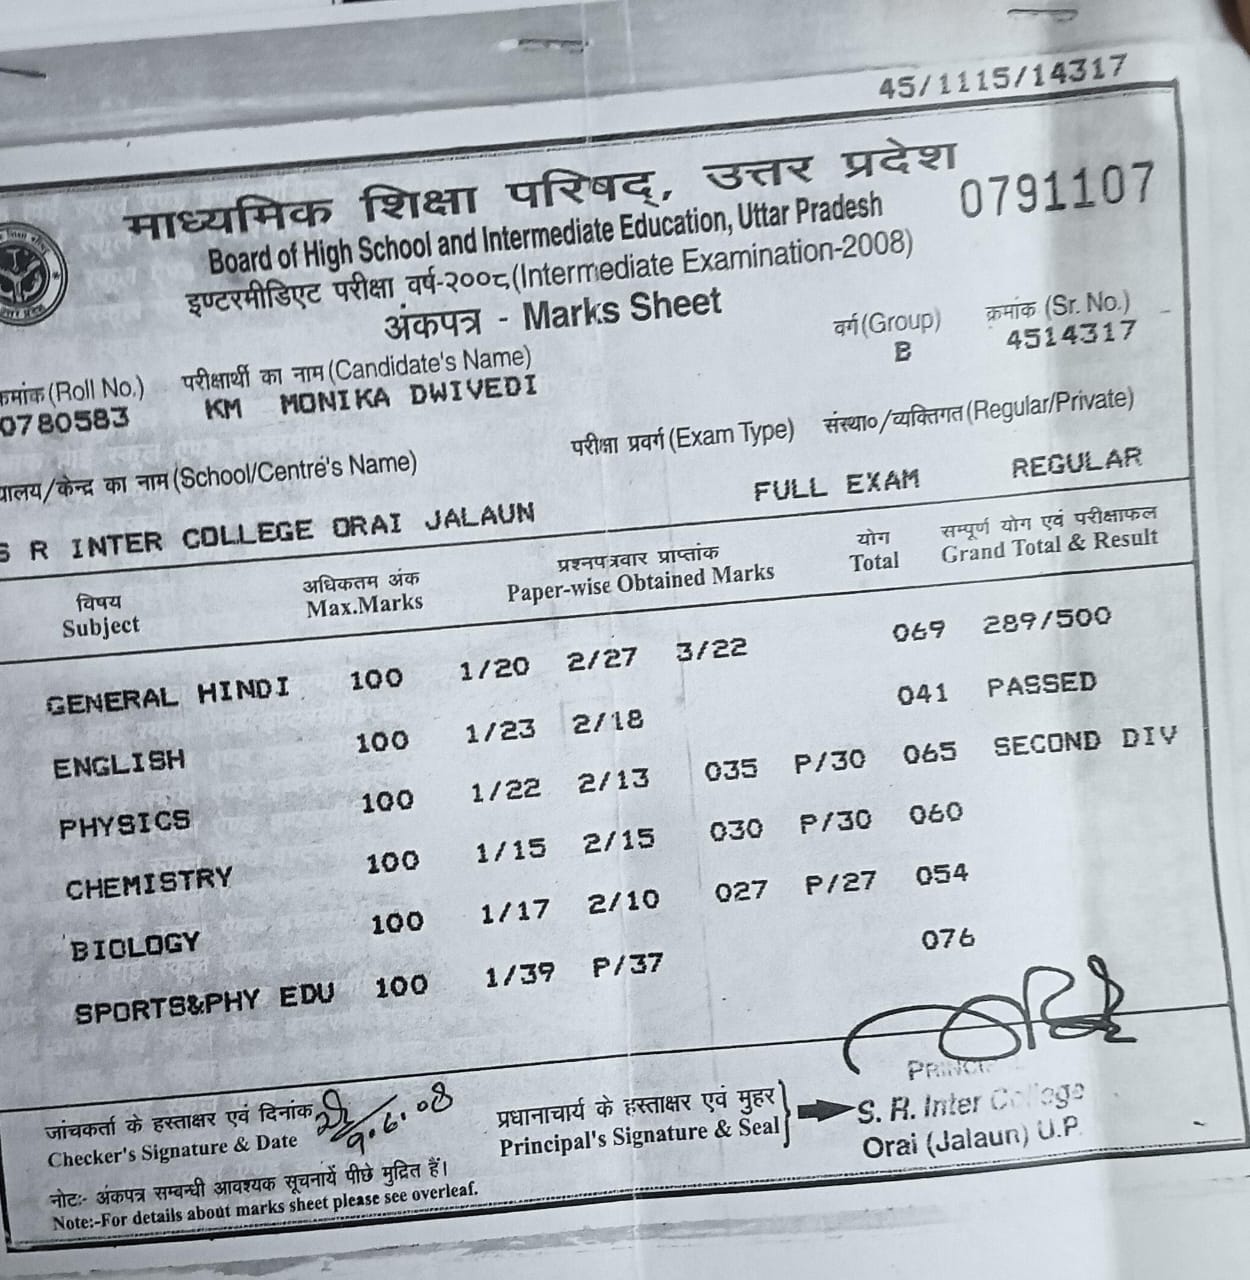 45/1115/14317
माध्यमिक शिक्षा परिषद्, उत्तर प्रदेश
0791107
Board of High School and Intermediate Education, Uttar Pradesh
इण्टरमीडिएट परीक्षा वर्ष-२००८(Intermediate Examination-2008)
अंकपत्र - Marks Sheet
वर्ग (Group) क्रमांक (Sr. No.)
B 4514317
(Roll No.) परीक्षार्थी का नाम (Candidate's Name)
0780583 KM MONIKA DWIVEDI
परीक्षा प्रवर्ग (Exam Type) संस्था०/व्यक्तिगत (Regular/Private)
/केन्द्र का नाम (School/Centre's Name)
FULL EXAM REGULAR
S R INTER COLLEGE ORAI JALAUN
विषय अधिकतम अंक प्रश्नपत्रवार प्राप्तांक योग सम्पूर्ण योग एवं परीक्षाफल
Subject Max.Marks Paper-wise Obtained Marks Total Grand Total & Result
GENERAL HINDI 100 1/20 2/27 3/22 069 289/500
ENGLISH 100 1/23 2/18 041 PASSED
PHYSICS 100 1/22 2/13 035 P/30 065 SECOND DIV
CHEMISTRY 100 1/15 2/15 030 P/30 060
BIOLOGY 100 1/17 2/10 027 P/27 054
SPORTS&PHY EDU 100 1/39 P/37 076
जांचकर्ता के हस्ताक्षर एवं दिनांक
Checker's Signature & Date
प्रधानाचार्य के हस्ताक्षर एवं मुहर
Principal's Signature & Seal
S. R. Inter College
Orai (Jalaun) U.P.
नोटः- अंकपत्र सम्बन्धी आवश्यक सूचनायें पीछे मुद्रित हैं।
Note:-For details about marks sheet please see overleaf.